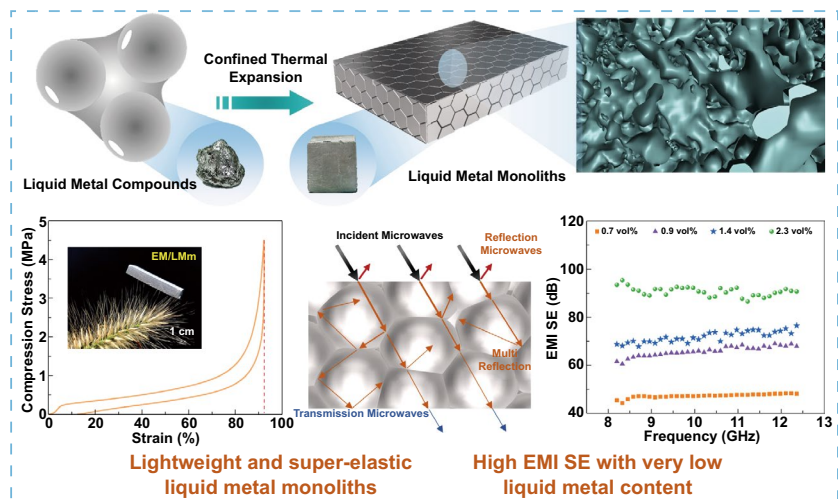 Confined Thermal
Expansion
Liquid Metal Compounds
Liquid Metal Monoliths
Compression Stress (MPa)
5
4
3
2
1
0
EM/LMm
1 cm
0 20 40 60 80 100
Strain (%)
Incident Microwaves
Reflection
Microwaves
Multi
Reflection
Transmission Microwaves
EMI SE (dB)
120
100
80
60
40
0.7 vol% 0.9 vol% 1.4 vol% 2.3 vol%
8 9 10 11 12 13
Frequency (GHz)
Lightweight and super-elastic
liquid metal monoliths
High EMI SE with very low
liquid metal content